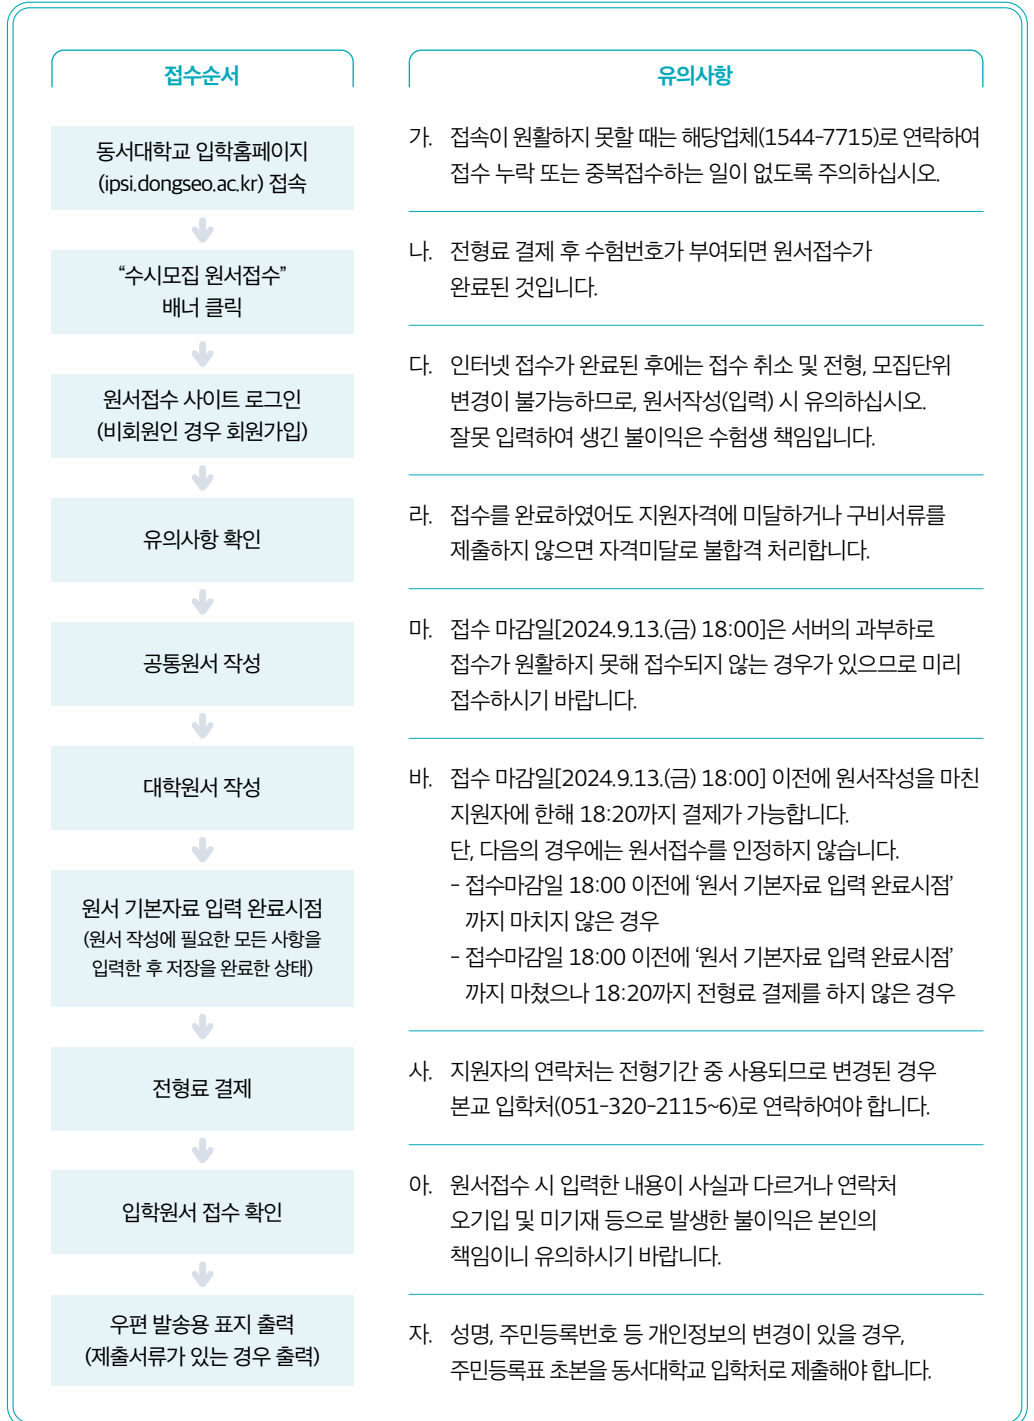 접수순서
동서대학교 입학홈페이지
(ipsi.dongseo.ac.kr) 접속
“수시모집 원서접수”
배너 클릭
원서접수 사이트 로그인
(비회원인 경우 회원가입)
유의사항 확인
공통원서 작성
대학원서 작성
원서 기본자료 입력 완료시점
(원서 작성에 필요한 모든 사항을
입력한 후 저장을 완료한 상태)
전형료 결제
입학원서 접수 확인
우편 발송용 표지 출력
(제출서류가 있는 경우 출력)
유의사항
가. 접속이 원활하지 못할 때는 해당업체(1544-7715)로 연락하여
접수 누락 또는 중복접수하는 일이 없도록 주의하십시오.
나. 전형료 결제 후 수험번호가 부여되면 원서접수가
완료된 것입니다.
다. 인터넷 접수가 완료된 후에는 접수 취소 및 전형, 모집단위
변경이 불가능하므로, 원서작성(입력) 시 유의하십시오.
잘못 입력하여 생긴 불이익은 수험생 책임입니다.
라. 접수를 완료하였어도 지원자격에 미달하거나 구비서류를
제출하지 않으면 자격미달로 불합격 처리합니다.
마. 접수 마감일[2024.9.13.(금) 18:00]은 서버의 과부하로
접수가 원활하지 못해 접수되지 않는 경우가 있으므로 미리
접수하시기 바랍니다.
바. 접수 마감일[2024.9.13.(금) 18:00] 이전에 원서작성을 마친
지원자에 한해 18:20까지 결제가 가능합니다.
단, 다음의 경우에는 원서접수를 인정하지 않습니다.
- 접수마감일 18:00 이전에 ‘원서 기본자료 입력 완료시점’
까지 마치지 않은 경우
- 접수마감일 18:00 이전에 ‘원서 기본자료 입력 완료시점’
까지 마쳤으나 18:20까지 전형료 결제를 하지 않은 경우
사. 지원자의 연락처는 전형기간 중 사용되므로 변경된 경우
본교 입학처(051-320-2115~6)로 연락하여야 합니다.
아. 원서접수 시 입력한 내용이 사실과 다르거나 연락처
오기입 및 미기재 등으로 발생한 불이익은 본인의
책임이니 유의하시기 바랍니다.
자. 성명, 주민등록번호 등 개인정보의 변경이 있을 경우,
주민등록표 초본을 동서대학교 입학처로 제출해야 합니다.